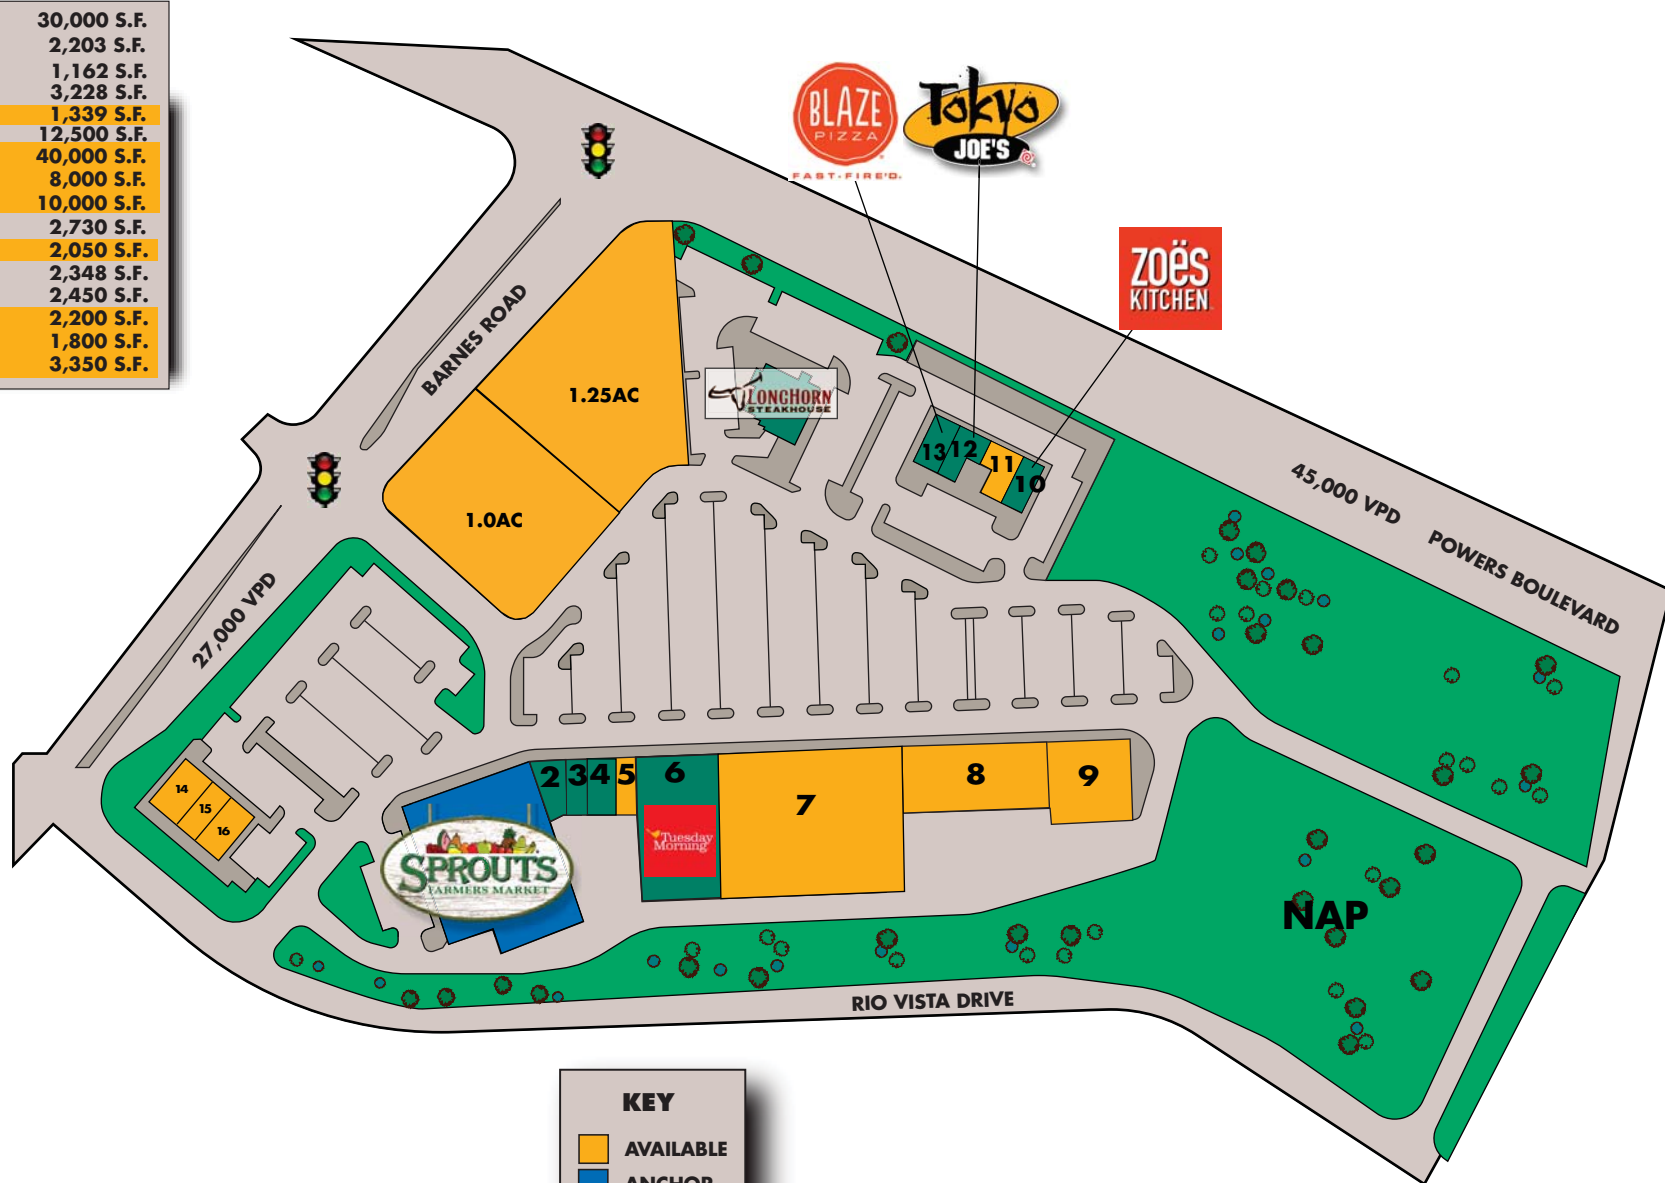 30,000 S.F.
2,203 S.F.
1,162 S.F.
3,228 S.F.
1,339 S.F.
12,500 S.F.
40,000 S.F.
8,000 S.F.
10,000 S.F.
2,730 S.F.
2,050 S.F.
2,348 S.F.
2,450 S.F.
2,200 S.F.
1,800 S.F.
3,350 S.F.
BLAZE
PIZZA
FAST-FIRE'D.
Tokyo
JOE'S
ZOËS
KITCHEN
BARNES ROAD
1.25AC
LONGHORN
STEAKHOUSE
13
12
11
10
45,000 VPD
POWERS BOULEVARD
1.0AC
27,000 VPD
14
15
16
2
3
4
5
6
7
8
9
Tuesday
Morning
SPROUTS
FARMERS MARKET
NAP
RIO VISTA DRIVE
KEY
AVAILABLE
ANCHOR